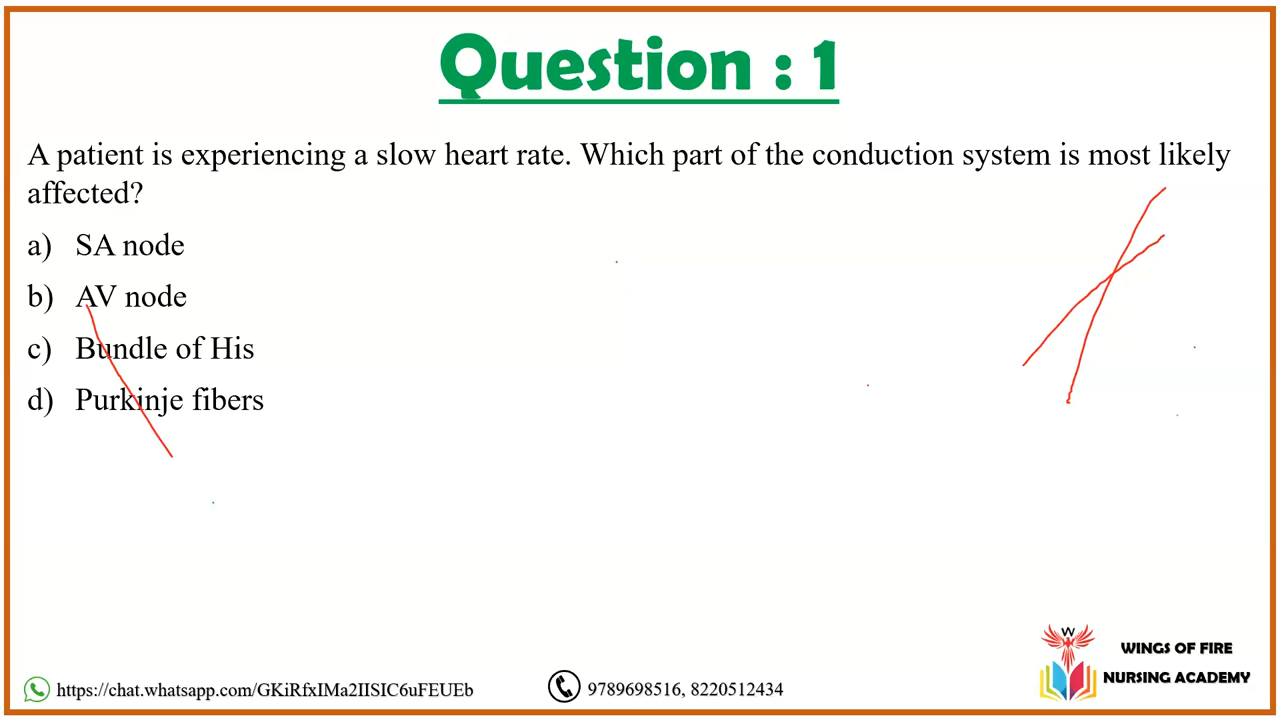 Question : 1
A patient is experiencing a slow heart rate. Which part of the conduction system is most likely
affected?
a) SA node
b) AV node
c) Bundle of His
d) Purkinje fibers
W
WINGS OF FIRE
NURSING ACADEMY
https://chat.whatsapp.com/GKiRfxIMa2IISIC6uFEUEb
9789698516, 8220512434